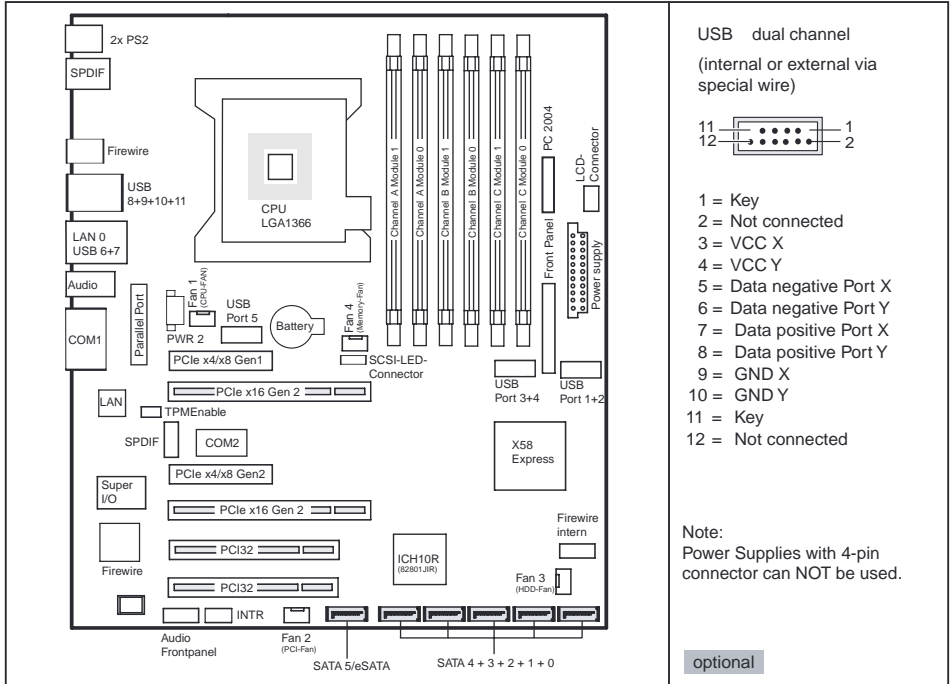 2x PS2
SPDIF
Firewire
USB
8+9+10+11
LAN 0
USB 6+7
Audio
COM1
Parallel Port
CPU
LGA1366
Channel A Module 1
Channel A Module 0
Channel B Module 1
Channel B Module 0
Channel C Module 1
Channel C Module 0
PC 2004
LCD-
Connector
Front Panel
Power supply
Fan 1
(CPU-FAN)
PWR 2
USB
Port 5
Battery
Fan 4
(Memory-Fan)
SCSI-LED-
Connector
PCIe x4/x8 Gen1
PCIe x16 Gen 2
USB
Port 3+4
USB
Port 1+2
LAN
TPMEnable
SPDIF
COM2
X58
Express
PCIe x4/x8 Gen2
Super
I/O
PCIe x16 Gen 2
Firewire
intern
Firewire
PCI32
ICH10R
(82801JIR)
PCI32
Fan 3
(HDD-Fan)
INTR
Audio
Frontpanel
Fan 2
(PCI-Fan)
SATA 5/eSATA
SATA 4 + 3 + 2 + 1 + 0
USB dual channel
(internal or external via
special wire)
11
1
12
2
1 = Key
2 = Not connected
3 = VCC X
4 = VCC Y
5 = Data negative Port X
6 = Data negative Port Y
7 = Data positive Port X
8 = Data positive Port Y
9 = GND X
10 = GND Y
11 = Key
12 = Not connected
Note:
Power Supplies with 4-pin
connector can NOT be used.
optional